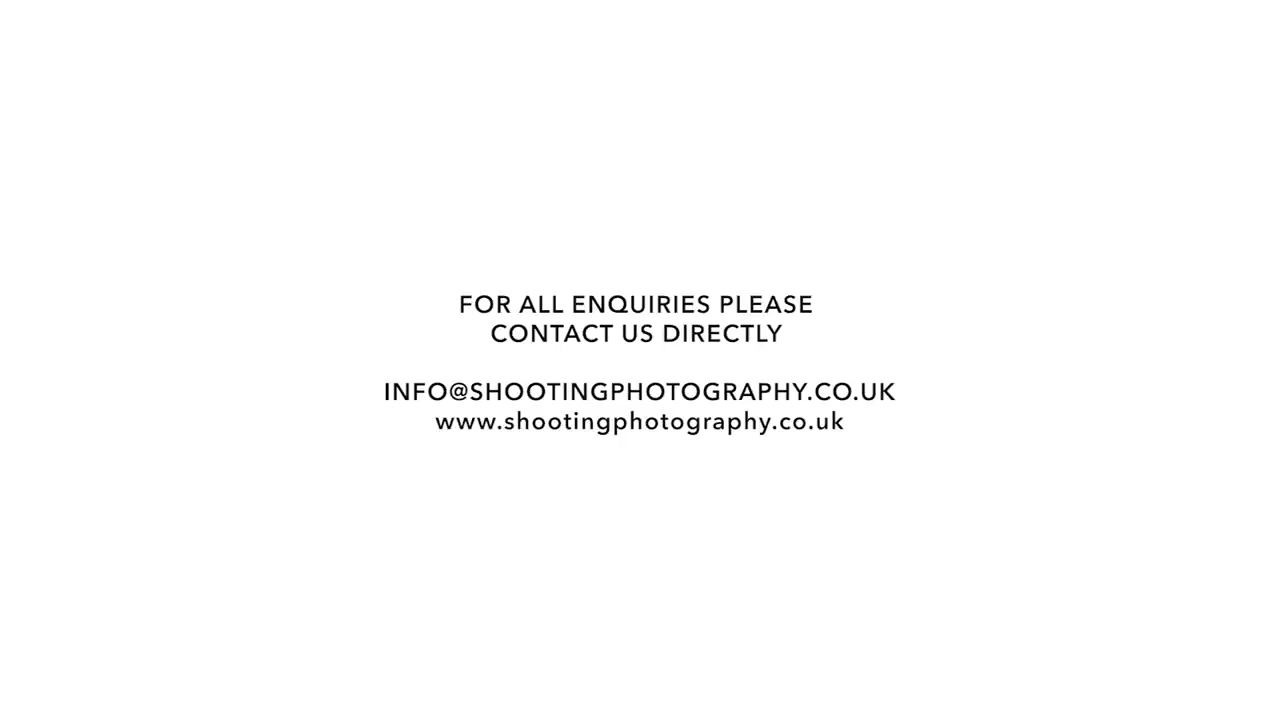 FOR ALL ENQUIRIES PLEASE
CONTACT US DIRECTLY
INFO@SHOOTINGPHOTOGRAPHY.CO.UK
www.shootingphotography.co.uk